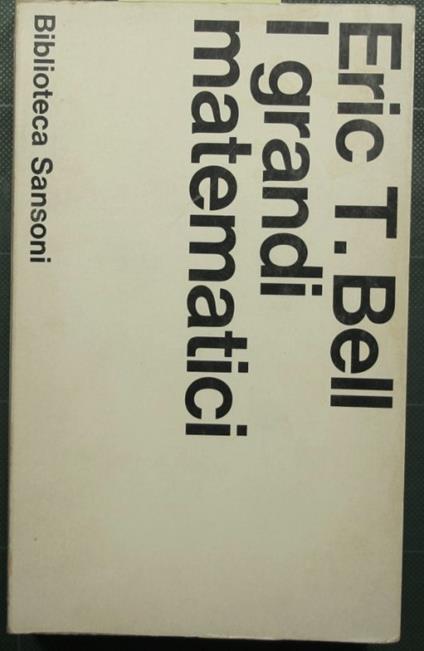 Eric T. Bell
I grandi
matematici
Biblioteca Sansoni